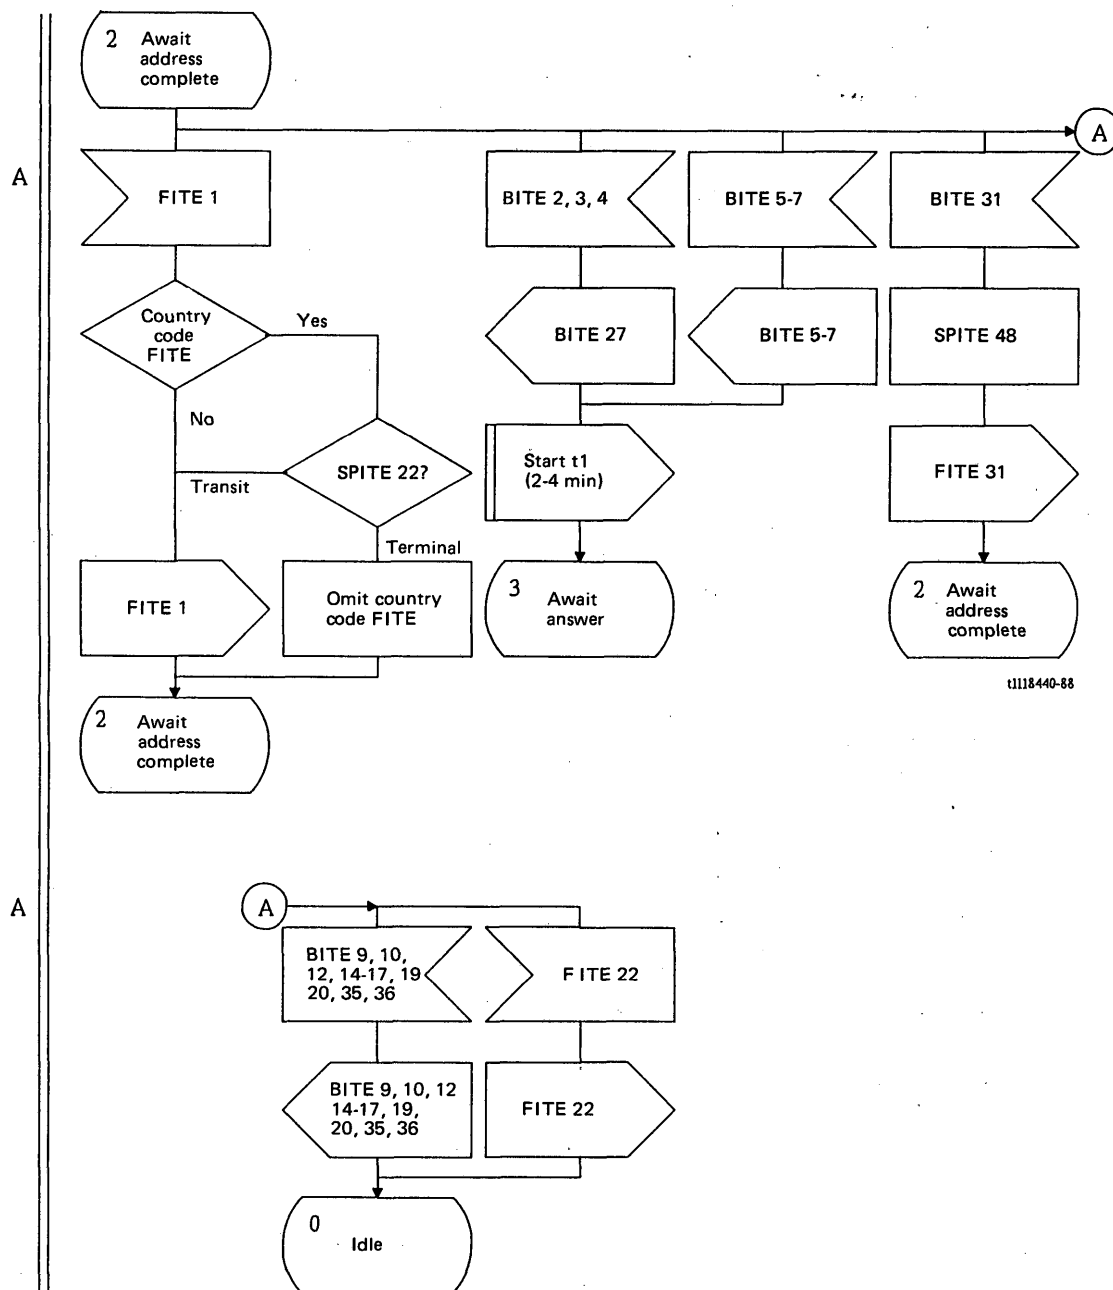 2 Await
address
complete
A
A
FITE 1
BITE 2, 3, 4
BITE 5-7
BITE 31
Country
code
FITE
Yes
No
BITE 27
BITE 5-7
SPITE 48
SPITE 22?
Transit
Terminal
Start t1
(2-4 min)
FITE 31
FITE 1
Omit country
code FITE
3 Await
answer
2 Await
address
complete
t1118440-88
2 Await
address
complete
A
A
BITE 9, 10,
12, 14-17, 19
20, 35, 36
F ITE 22
BITE 9, 10, 12
14-17, 19,
20, 35, 36
FITE 22
0
Idle